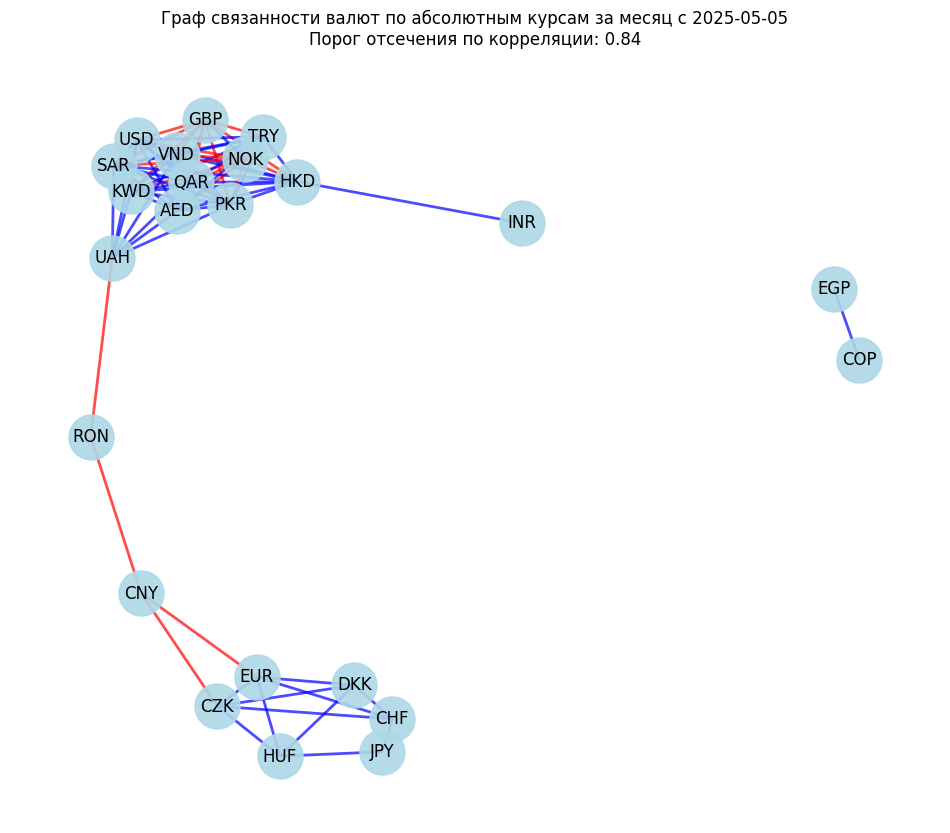 Граф связанности валют по абсолютным курсам за месяц с 2025-05-05
Порог отсечения по корреляции: 0.84
GBP
USD
TRY
VND
NOK
SAR
QAR
HKD
KWD
PKR
AED
INR
UAH
EGP
COP
RON
CNY
EUR
DKK
CZK
CHF
JPY
HUF